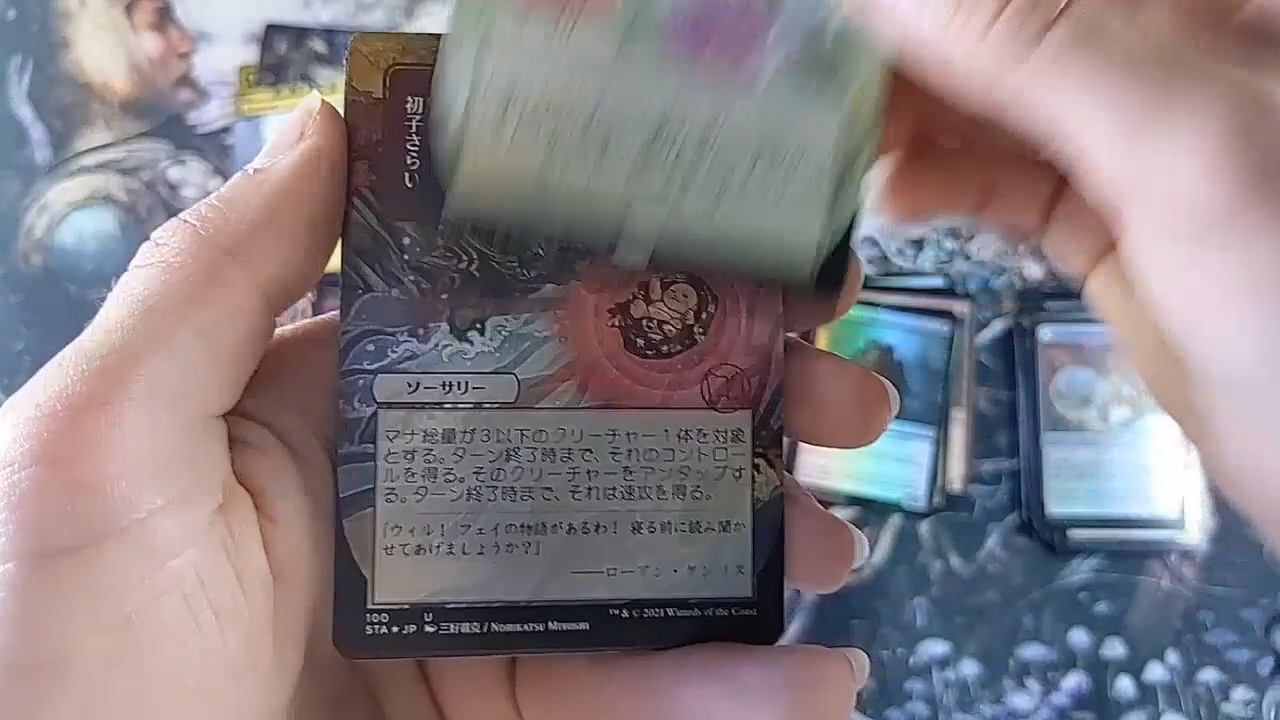 初子さらい
ソーサリー
マナ総量が３以下のクリーチャー１体を対象
とする。ターン終了時まで、それのコントロー
ルを得る。そのクリーチャーをアンタップす
る。ターン終了時まで、それは速攻を得る。
「ウィル！ フェイの物語があるわ！ 寝る前に読み聞か
せてあげましょうか？」
——ローアン・ケンリス
100 U
STA★JP 三好載克 / NORIKATSU MIYOSHI
™ & © 2021 Wizards of the Coast